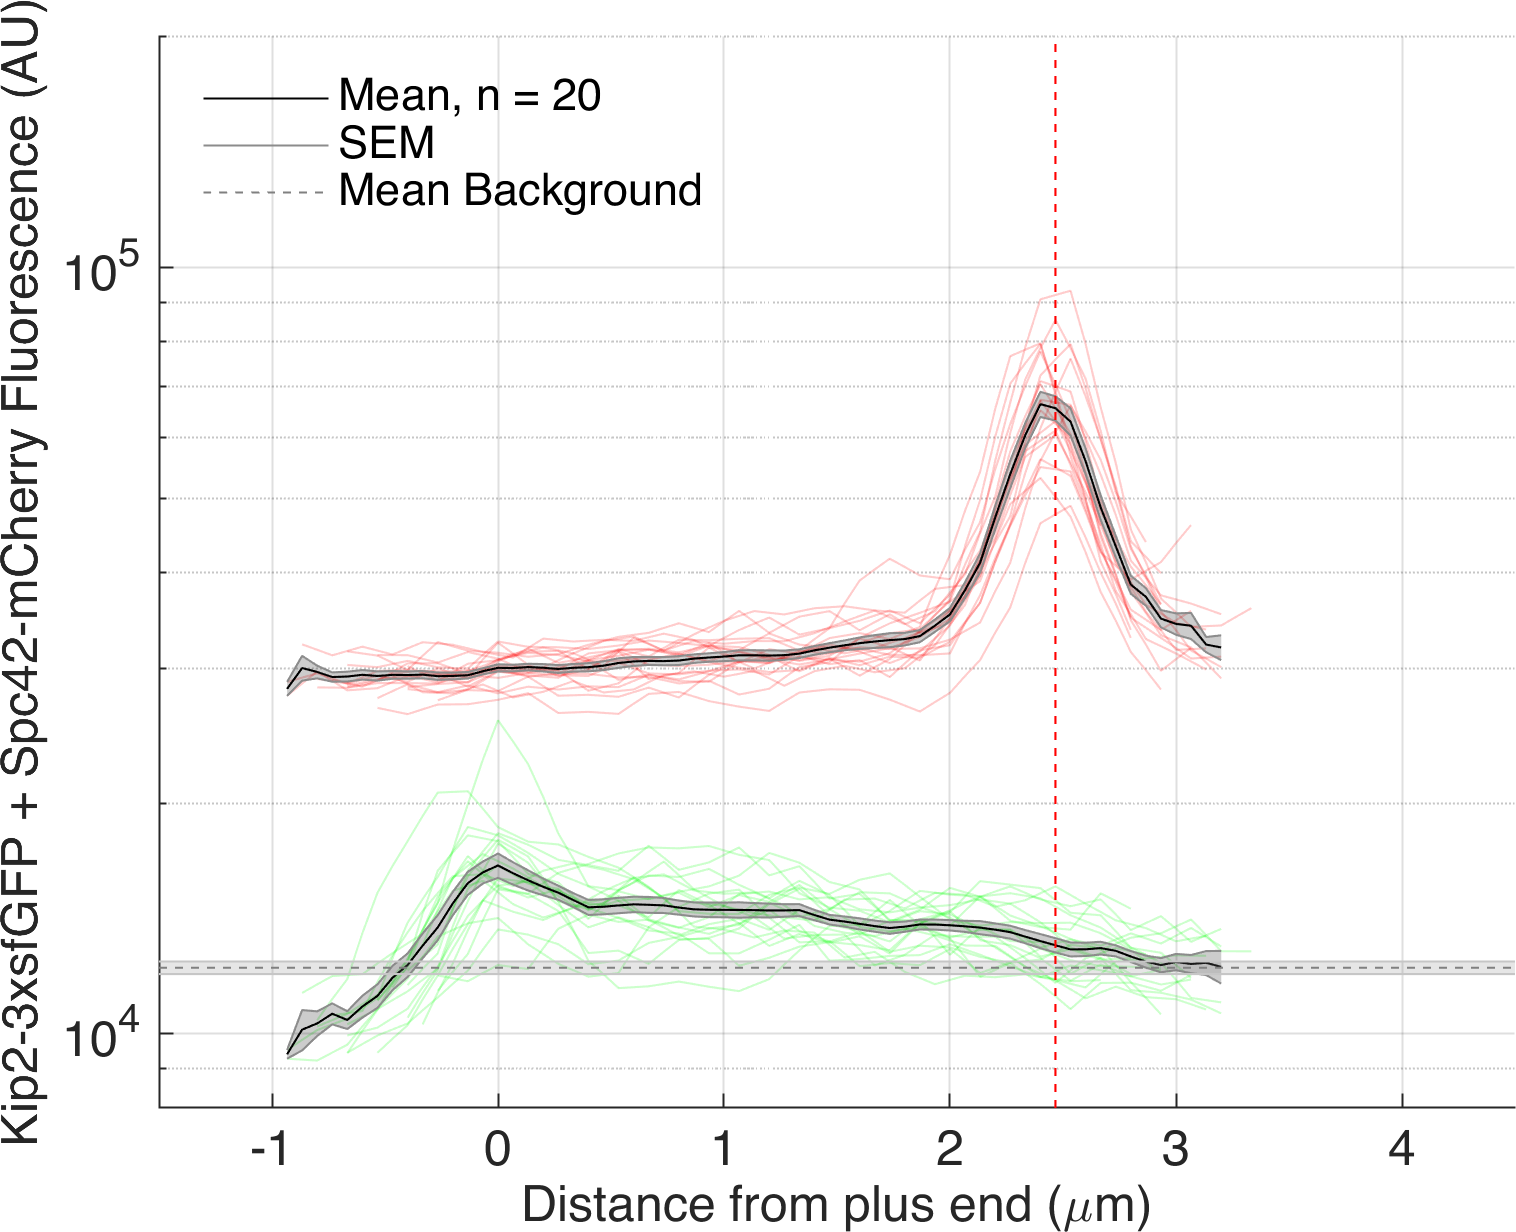 Kip2-3xsfGFP + Spc42-mCherry Fluorescence (AU)
Mean, n = 20
SEM
Mean Background
10^5
10^4
-1 0 1 2 3 4
Distance from plus end (μm)